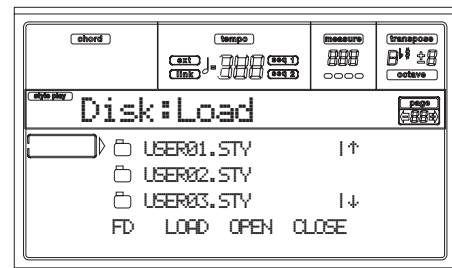 chord tempo measure transpose
ext seq 1
link seq 2
octave
style play Disk:Load page
USER01.STY
USER02.STY
USER03.STY
FD LOAD OPEN CLOSE